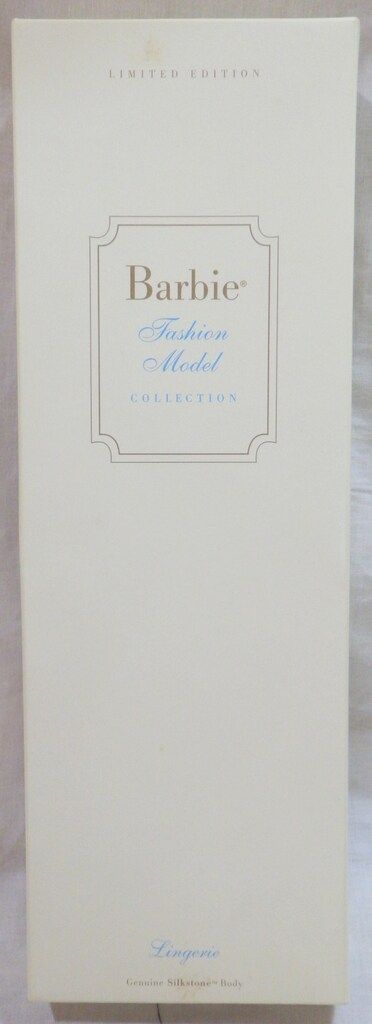 LIMITED EDITION
Barbie®
Fashion
Model
COLLECTION
Lingerie
Genuine Silkstone™ Body